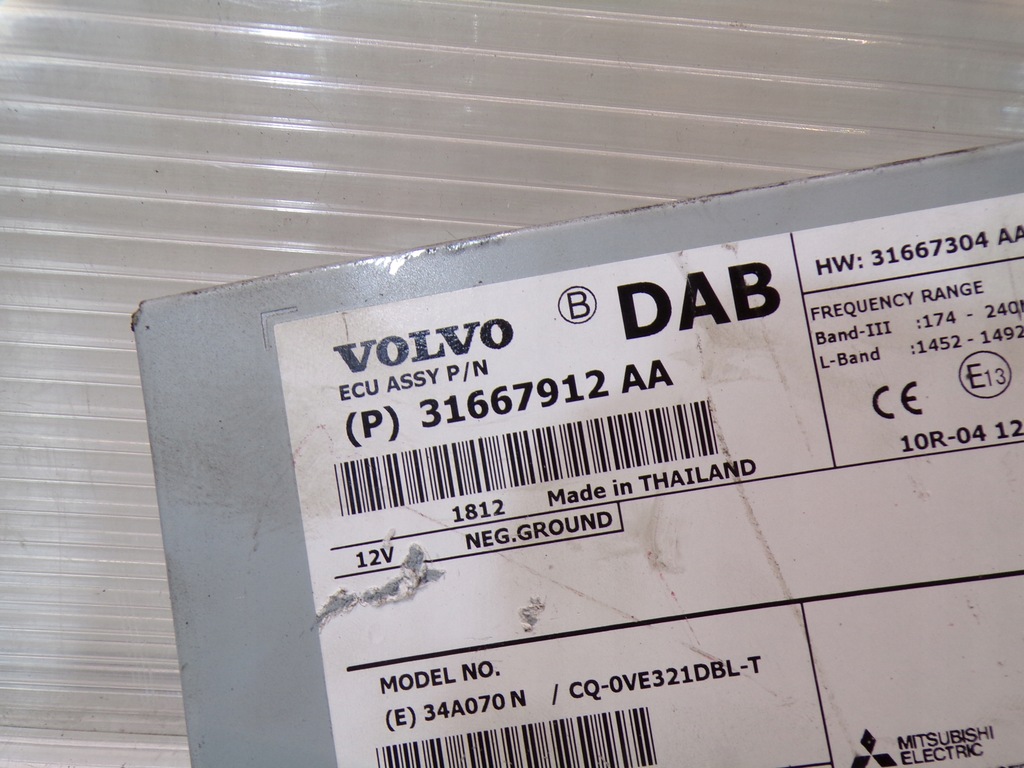 VOLVO Ⓑ DAB
ECU ASSY P/N
(P) 31667912 AA
1812 Made in THAILAND
12V NEG.GROUND
HW: 31667304 AA
FREQUENCY RANGE
Band-III :174 - 240
L-Band :1452 - 1492
CE E13
10R-04 12
MODEL NO.
(E) 34A070 N / CQ-0VE321DBL-T
MITSUBISHI
ELECTRIC